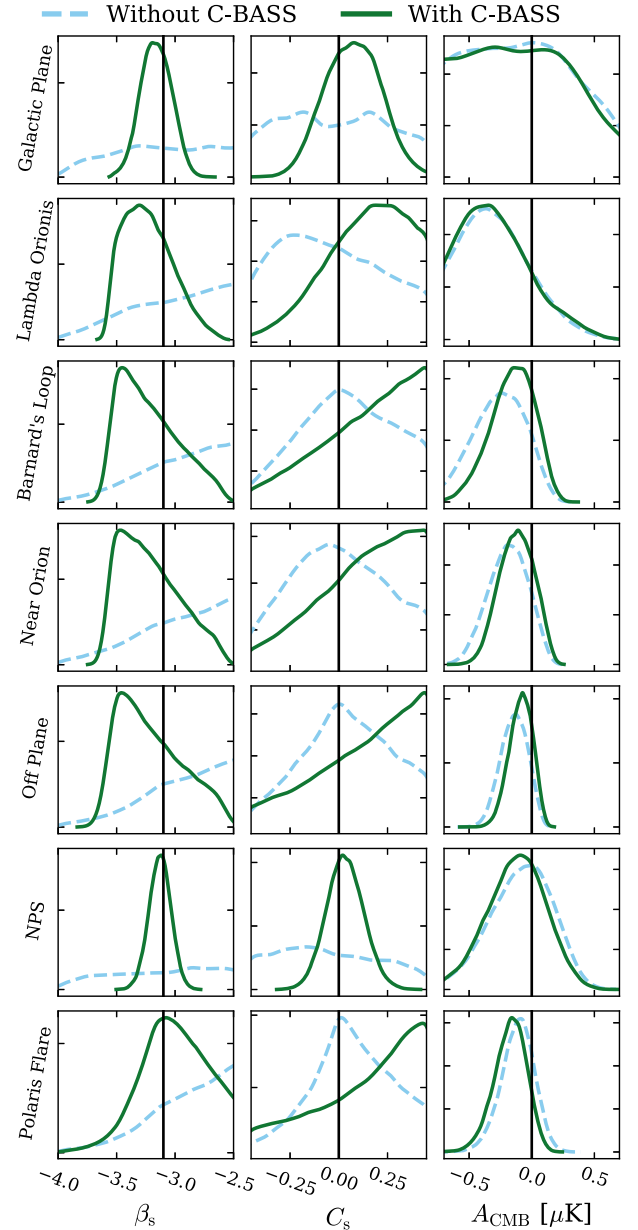 Without C-BASS With C-BASS
Galactic Plane
Lambda Orionis
Barnard's Loop
Near Orion
Off Plane
NPS
Polaris Flare
−4.0 −3.5 −3.0 −2.5 −0.25 0.00 0.25 −0.5 0.0 0.5
βs Cs ACMB [μK]